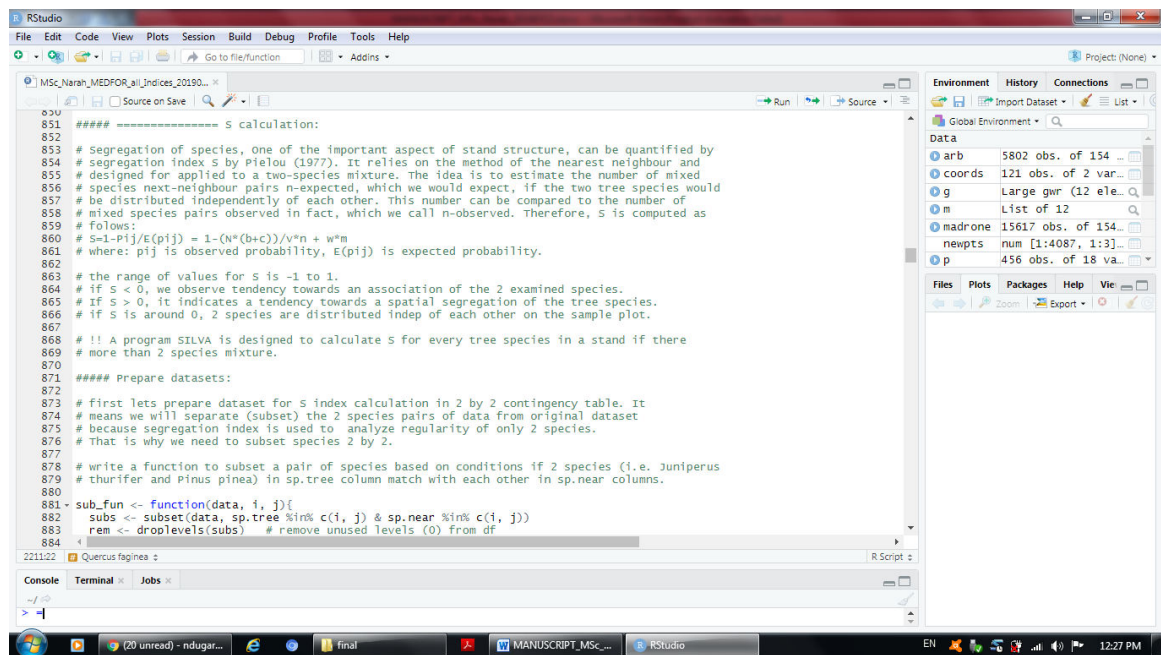 RStudio
File Edit Code View Plots Session Build Debug Profile Tools Help
Go to file/function Addins Project: (None)
MSc_Narah_MEDFOR_all_Indices_20190...
Source on Save Run Source
850
851 ##### =============== S calculation:
852
853 # Segregation of species, One of the important aspect of stand structure, can be quantified by
854 # segregation index S by Pielou (1977). It relies on the method of the nearest neighbour and
855 # designed for applied to a two-species mixture. The idea is to estimate the number of mixed
856 # species next-neighbour pairs n-expected, which we would expect, if the two tree species would
857 # be distributed independently of each other. This number can be compared to the number of
858 # mixed species pairs observed in fact, which we call n-observed. Therefore, S is computed as
859 # folows:
860 # S=1-Pij/E(pij) = 1-(N*(b+c))/v*n + w*m
861 # where: pij is observed probability, E(pij) is expected probability.
862
863 # the range of values for S is -1 to 1.
864 # if S < 0, we observe tendency towards an association of the 2 examined species.
865 # If S > 0, it indicates a tendency towards a spatial segregation of the tree species.
866 # if S is around 0, 2 species are distributed indep of each other on the sample plot.
867
868 # !! A program SILVA is designed to calculate S for every tree species in a stand if there
869 # more than 2 species mixture.
870
871 ##### Prepare datasets:
872
873 # first lets prepare dataset for S index calculation in 2 by 2 contingency table. It
874 # means we will separate (subset) the 2 species pairs of data from original dataset
875 # because segregation index is used to analyze regularity of only 2 species.
876 # That is why we need to subset species 2 by 2.
877
878 # write a function to subset a pair of species based on conditions if 2 species (i.e. Juniperus
879 # thurifer and Pinus pinea) in sp.tree column match with each other in sp.near columns.
880
881 sub_fun <- function(data, i, j){
882 subs <- subset(data, sp.tree %in% c(i, j) & sp.near %in% c(i, j))
883 rem <- droplevels(subs) # remove unused levels (0) from df
884
2211:22 Quercus faginea R Script
Console Terminal Jobs
~/
> =
Environment History Connections
Import Dataset List
Global Environment
Data
arb 5802 obs. of 154
coords 121 obs. of 2 var...
g Large gwr (12 ele...
m List of 12
madrone 15617 obs. of 154...
newpts num [1:4087, 1:3]...
p 456 obs. of 18 va...
Files Plots Packages Help Vie
Zoom Export
(20 unread) - ndugar... final MANUSCRIPT_MSc_... RStudio EN 12:27 PM